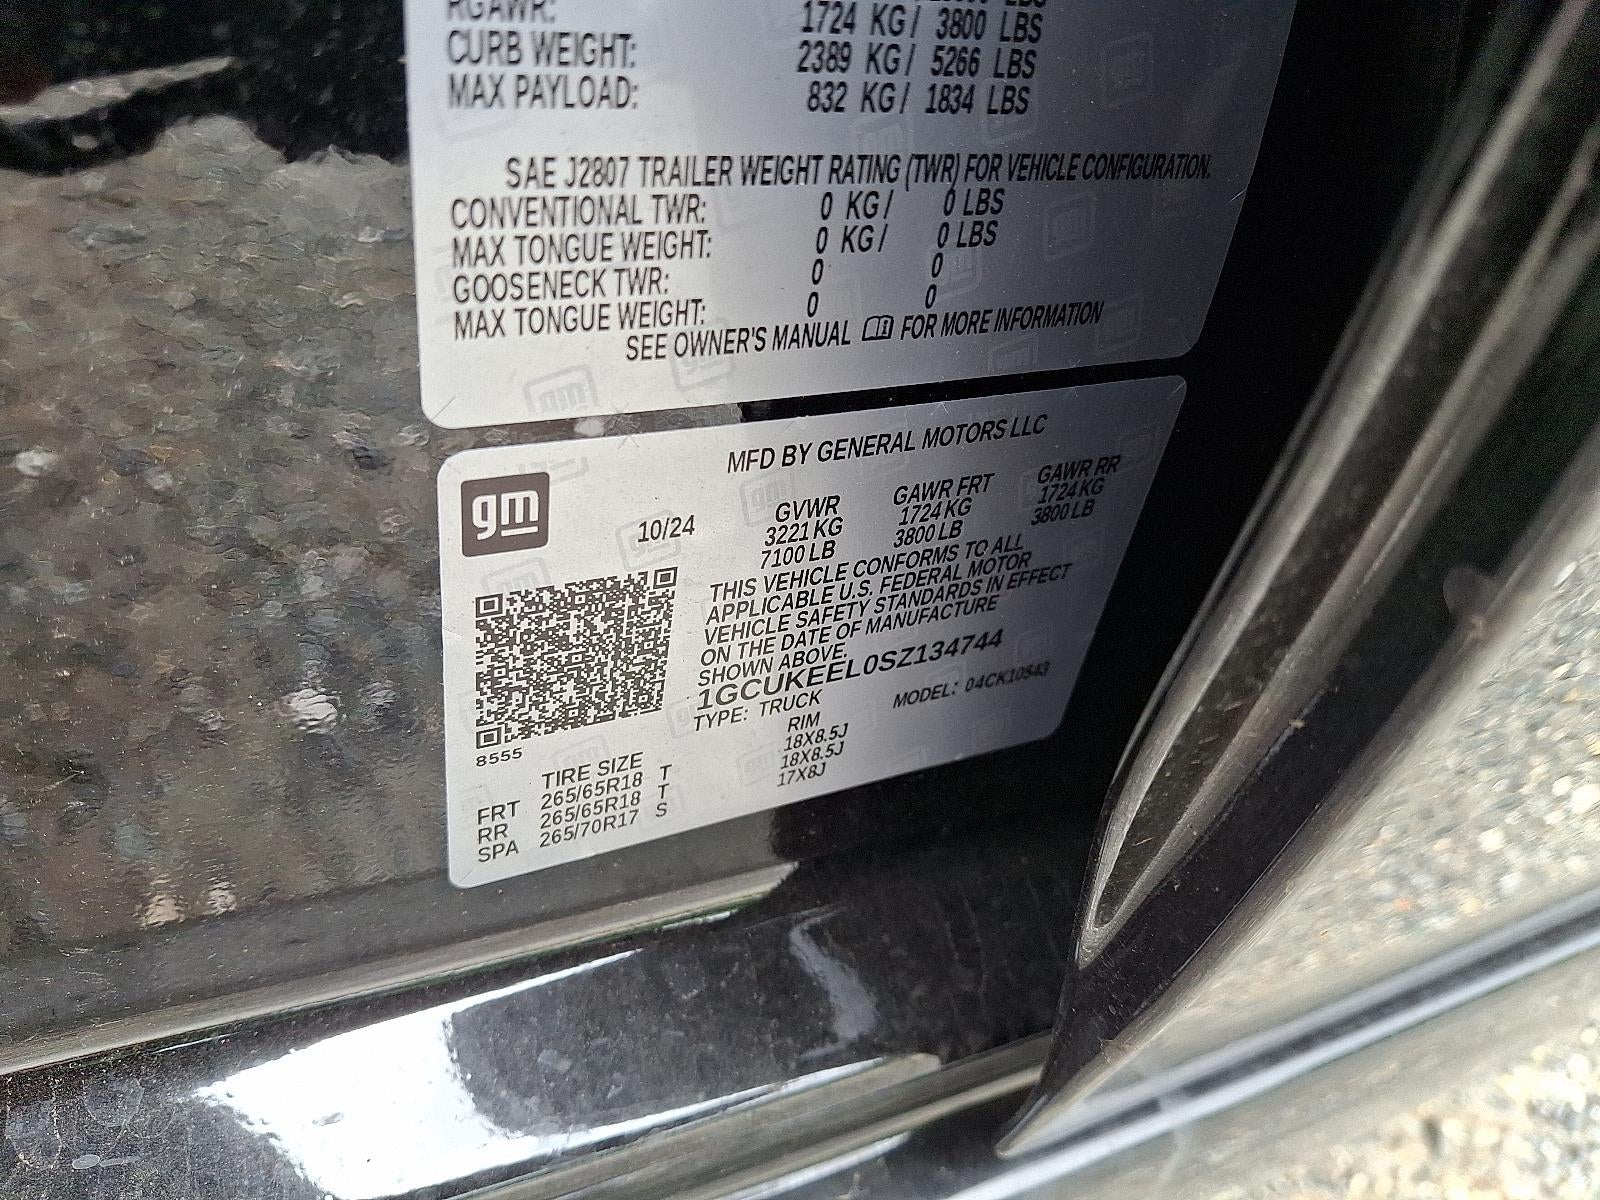 RGAWR: 1724 KG/ 3800 LBS
CURB WEIGHT: 2389 KG/ 5266 LBS
MAX PAYLOAD: 832 KG/ 1834 LBS
SAE J2807 TRAILER WEIGHT RATING (TWR) FOR VEHICLE CONFIGURATION.
CONVENTIONAL TWR: 0 KG/ 0 LBS
MAX TONGUE WEIGHT: 0 KG/ 0 LBS
GOOSENECK TWR: 0 0
MAX TONGUE WEIGHT: 0 0
SEE OWNER'S MANUAL FOR MORE INFORMATION
MFD BY GENERAL MOTORS LLC
gm
10/24
GVWR GAWR FRT GAWR RR
3221 KG 1724 KG 1724 KG
7100 LB 3800 LB 3800 LB
THIS VEHICLE CONFORMS TO ALL
APPLICABLE U.S. FEDERAL MOTOR
VEHICLE SAFETY STANDARDS IN EFFECT
ON THE DATE OF MANUFACTURE
SHOWN ABOVE.
1GCUKEEL0SZ134744
TYPE: TRUCK MODEL: 04CK10543
8555
TIRE SIZE RIM
FRT 265/65R18 T 18X8.5J
RR 265/65R18 T 18X8.5J
SPA 265/70R17 S 17X8J